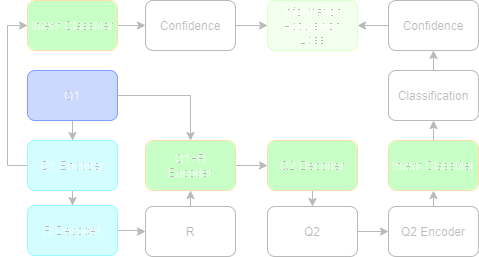 Intent Classifier
Confidence
Information
Loss
Confidence
Q1
Classification
Q1 Encoder
Q1+R
Encoder
Q2 Decoder
Intent Classifier
R Decoder
R
Q2
Q2 Encoder